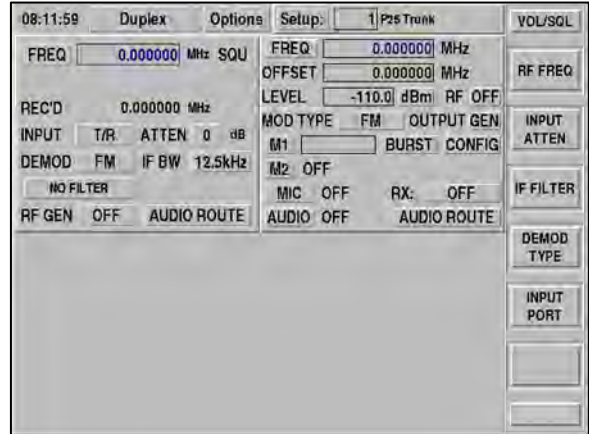 08:11:59 Duplex Options Setup: 1 P25 Trunk
FREQ 0.000000 MHz SQU
REC'D 0.000000 MHz
INPUT T/R ATTEN 0 dB
DEMOD FM IF BW 12.5kHz
NO FILTER
RF GEN OFF AUDIO ROUTE
FREQ 0.000000 MHz
OFFSET 0.000000 MHz
LEVEL -110.0 dBm RF OFF
MOD TYPE FM OUTPUT GEN
M1 BURST CONFIG
M2 OFF
MIC OFF RX: OFF
AUDIO OFF AUDIO ROUTE
VOL/SQL
RF FREQ
INPUT
ATTEN
IF FILTER
DEMOD
TYPE
INPUT
PORT